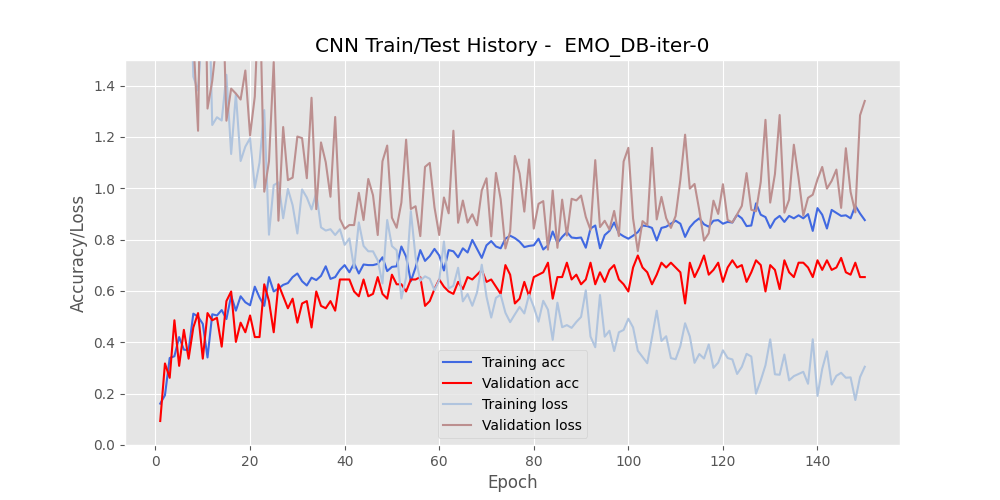 CNN Train/Test History -  EMO_DB-iter-0
Accuracy/Loss
1.4
1.2
1.0
0.8
0.6
0.4
0.2
0.0
Training acc
Validation acc
Training loss
Validation loss
0 20 40 60 80 100 120 140
Epoch